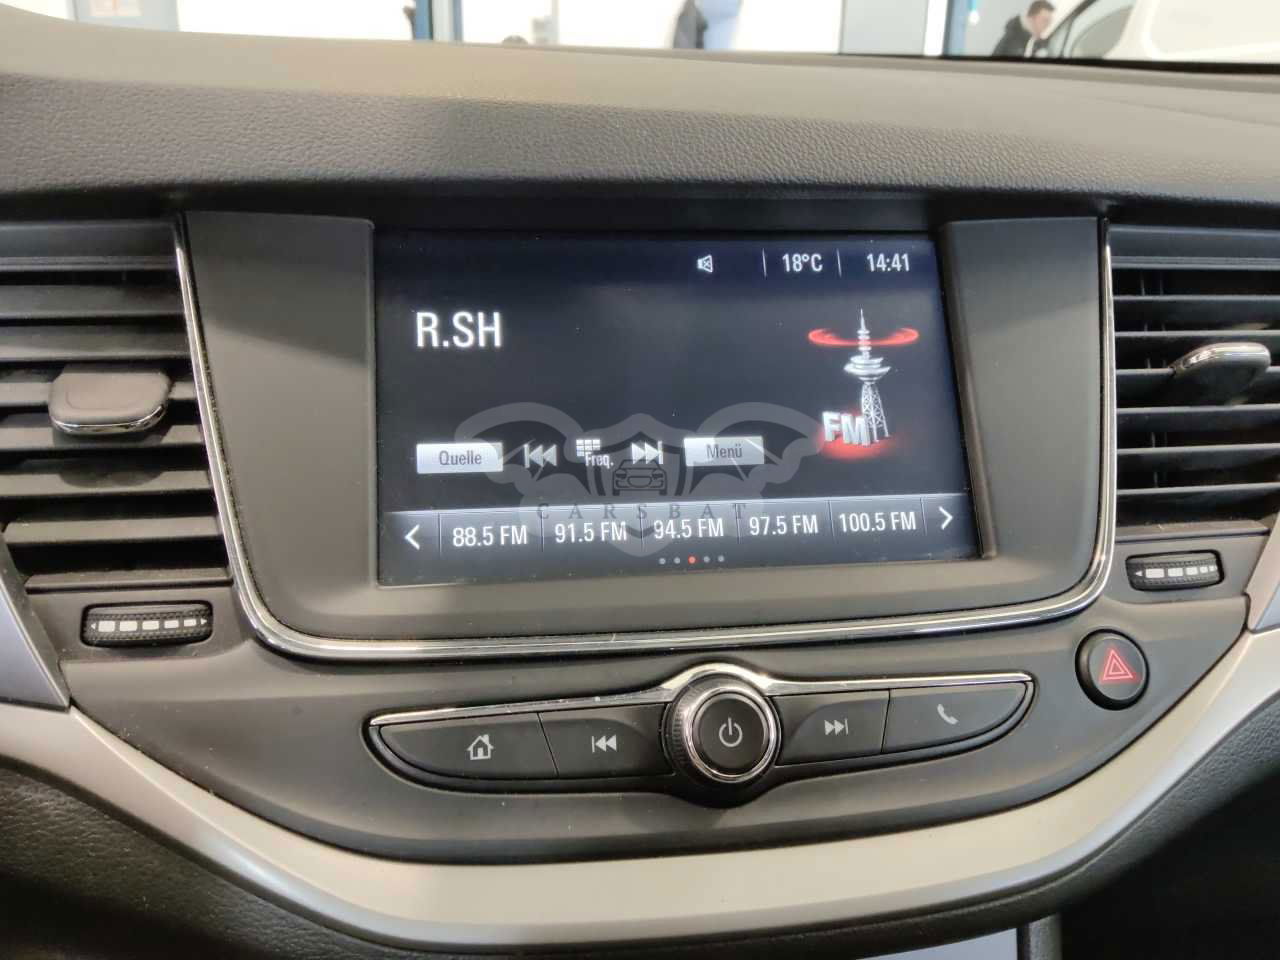 18°C 14:41
R.SH
FM
Quelle Freq. Menü
CARSBAT
88.5 FM 91.5 FM 94.5 FM 97.5 FM 100.5 FM